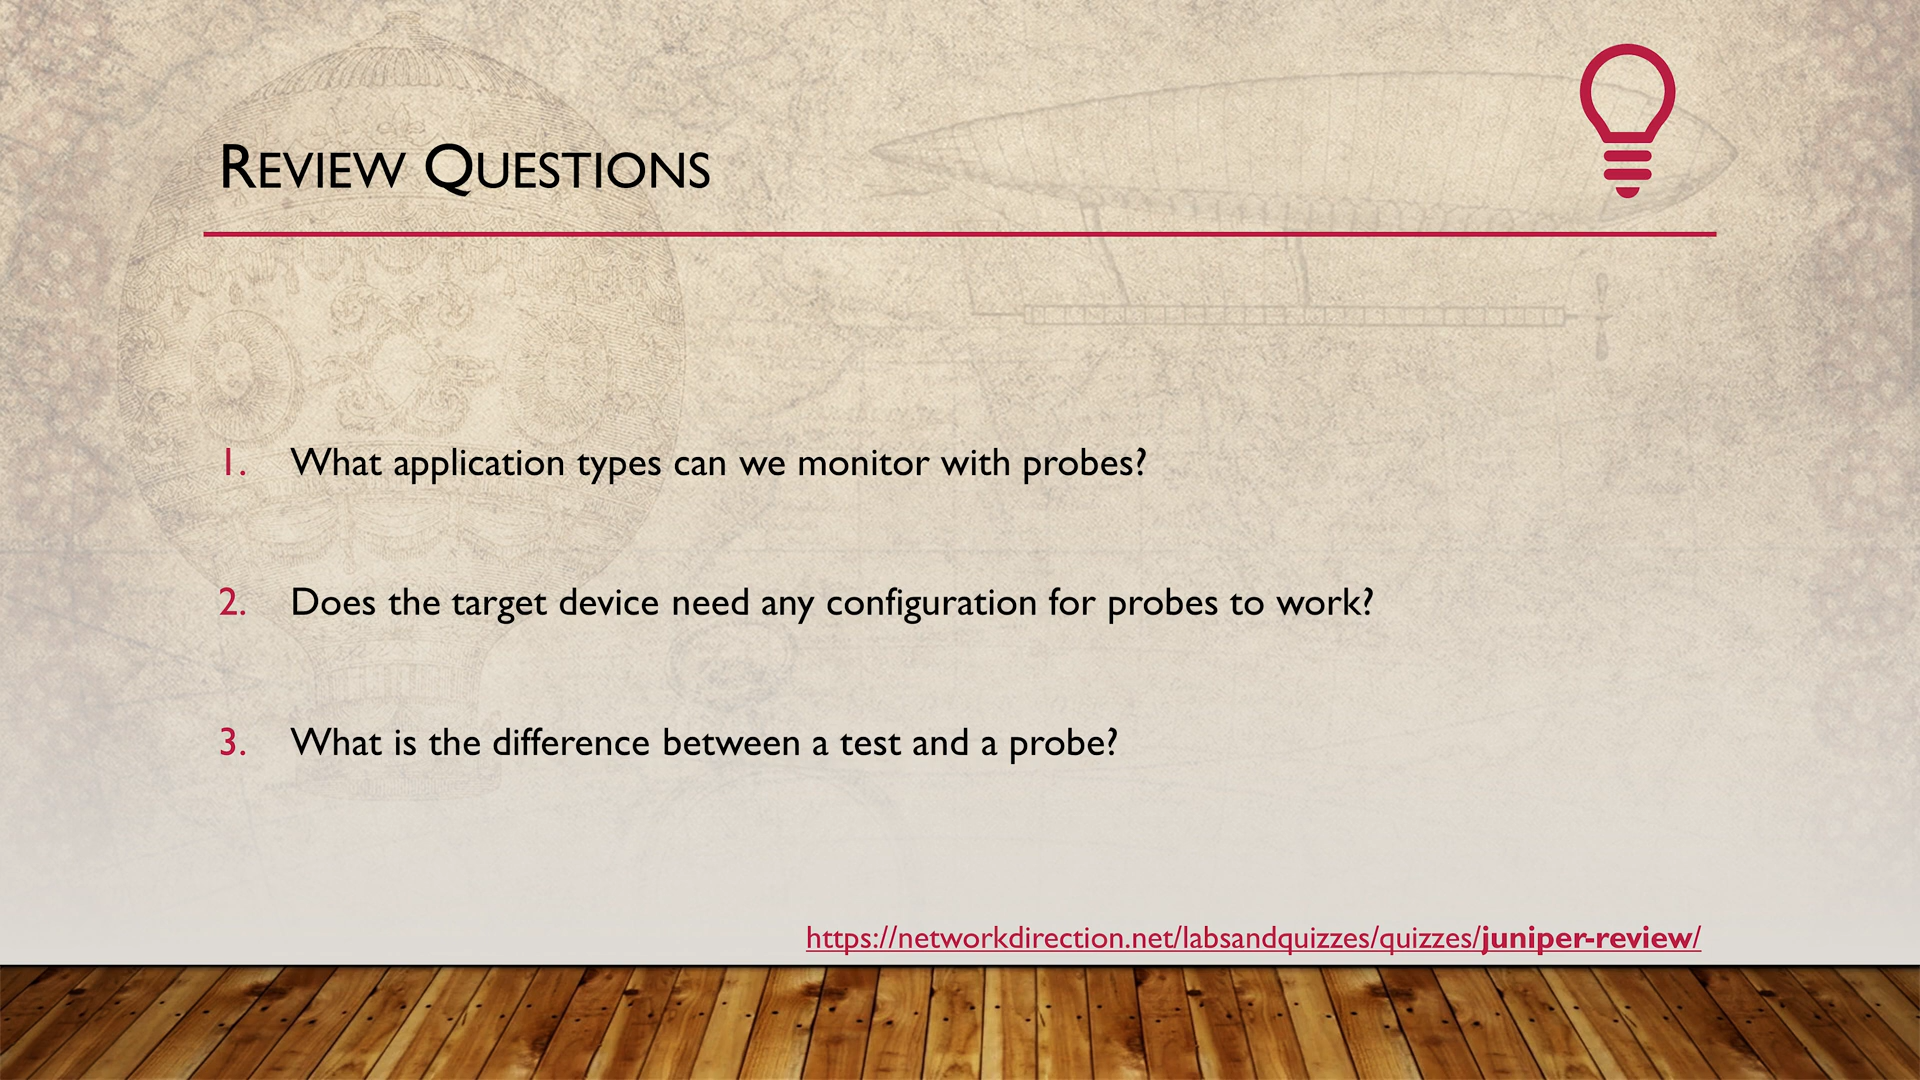 Review Questions
1. What application types can we monitor with probes?
2. Does the target device need any configuration for probes to work?
3. What is the difference between a test and a probe?
https://networkdirection.net/labsandquizzes/quizzes/juniper-review/